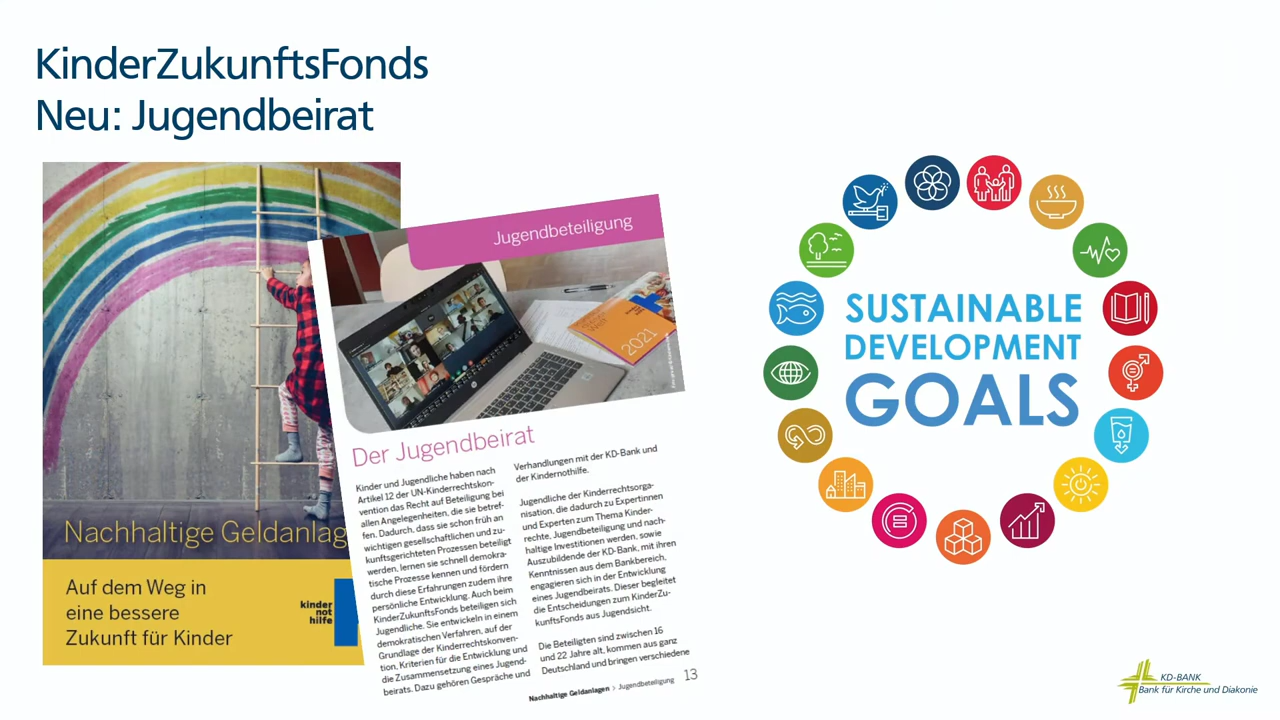 KinderZukunftsFonds
Neu: Jugendbeirat
Nachhaltige Geldanlag
Auf dem Weg in
eine bessere
Zukunft für Kinder
kinder
not
hilfe
Jugendbeteiligung
2021
Der Jugendbeirat
Kinder und Jugendliche haben nach
Artikel 12 der UN-Kinderrechtskon-
vention das Recht auf Beteiligung bei
allen Angelegenheiten, die sie betref-
fen. Dadurch, dass sie schon früh an
wichtigen gesellschaftlichen und zu-
kunftsgerichteten Prozessen beteiligt
werden, lernen sie schnell demokra-
tische Prozesse kennen und fördern
durch diese Erfahrungen zudem ihre
persönliche Entwicklung. Auch beim
KinderZukunftsFonds beteiligen sich
Jugendliche. Sie entwickeln in einem
demokratischen Verfahren, auf der
Grundlage der Kinderrechtskonven-
tion, Kriterien für die Entwicklung und
die Zusammensetzung eines Jugend-
beirats. Dazu gehören Gespräche und
Verhandlungen mit der KD-Bank und
der Kindernothilfe.
Jugendliche der Kinderrechtsorga-
nisation, die dadurch zu Expertinnen
und Experten zum Thema Kinder-
rechte, Jugendbeteiligung und nach-
haltige Investitionen werden, sowie
Auszubildende der KD-Bank, mit ihren
Kenntnissen aus dem Bankbereich,
engagieren sich in der Entwicklung
eines Jugendbeirats. Dieser begleitet
die Entscheidungen zum KinderZu-
kunftsFonds aus Jugendsicht.
Die Beteiligten sind zwischen 16
und 22 Jahre alt, kommen aus ganz
Deutschland und bringen verschiedene
Nachhaltige Geldanlagen > Jugendbeteiligung 13
SUSTAINABLE
DEVELOPMENT
GOALS
KD-BANK
Bank für Kirche und Diakonie